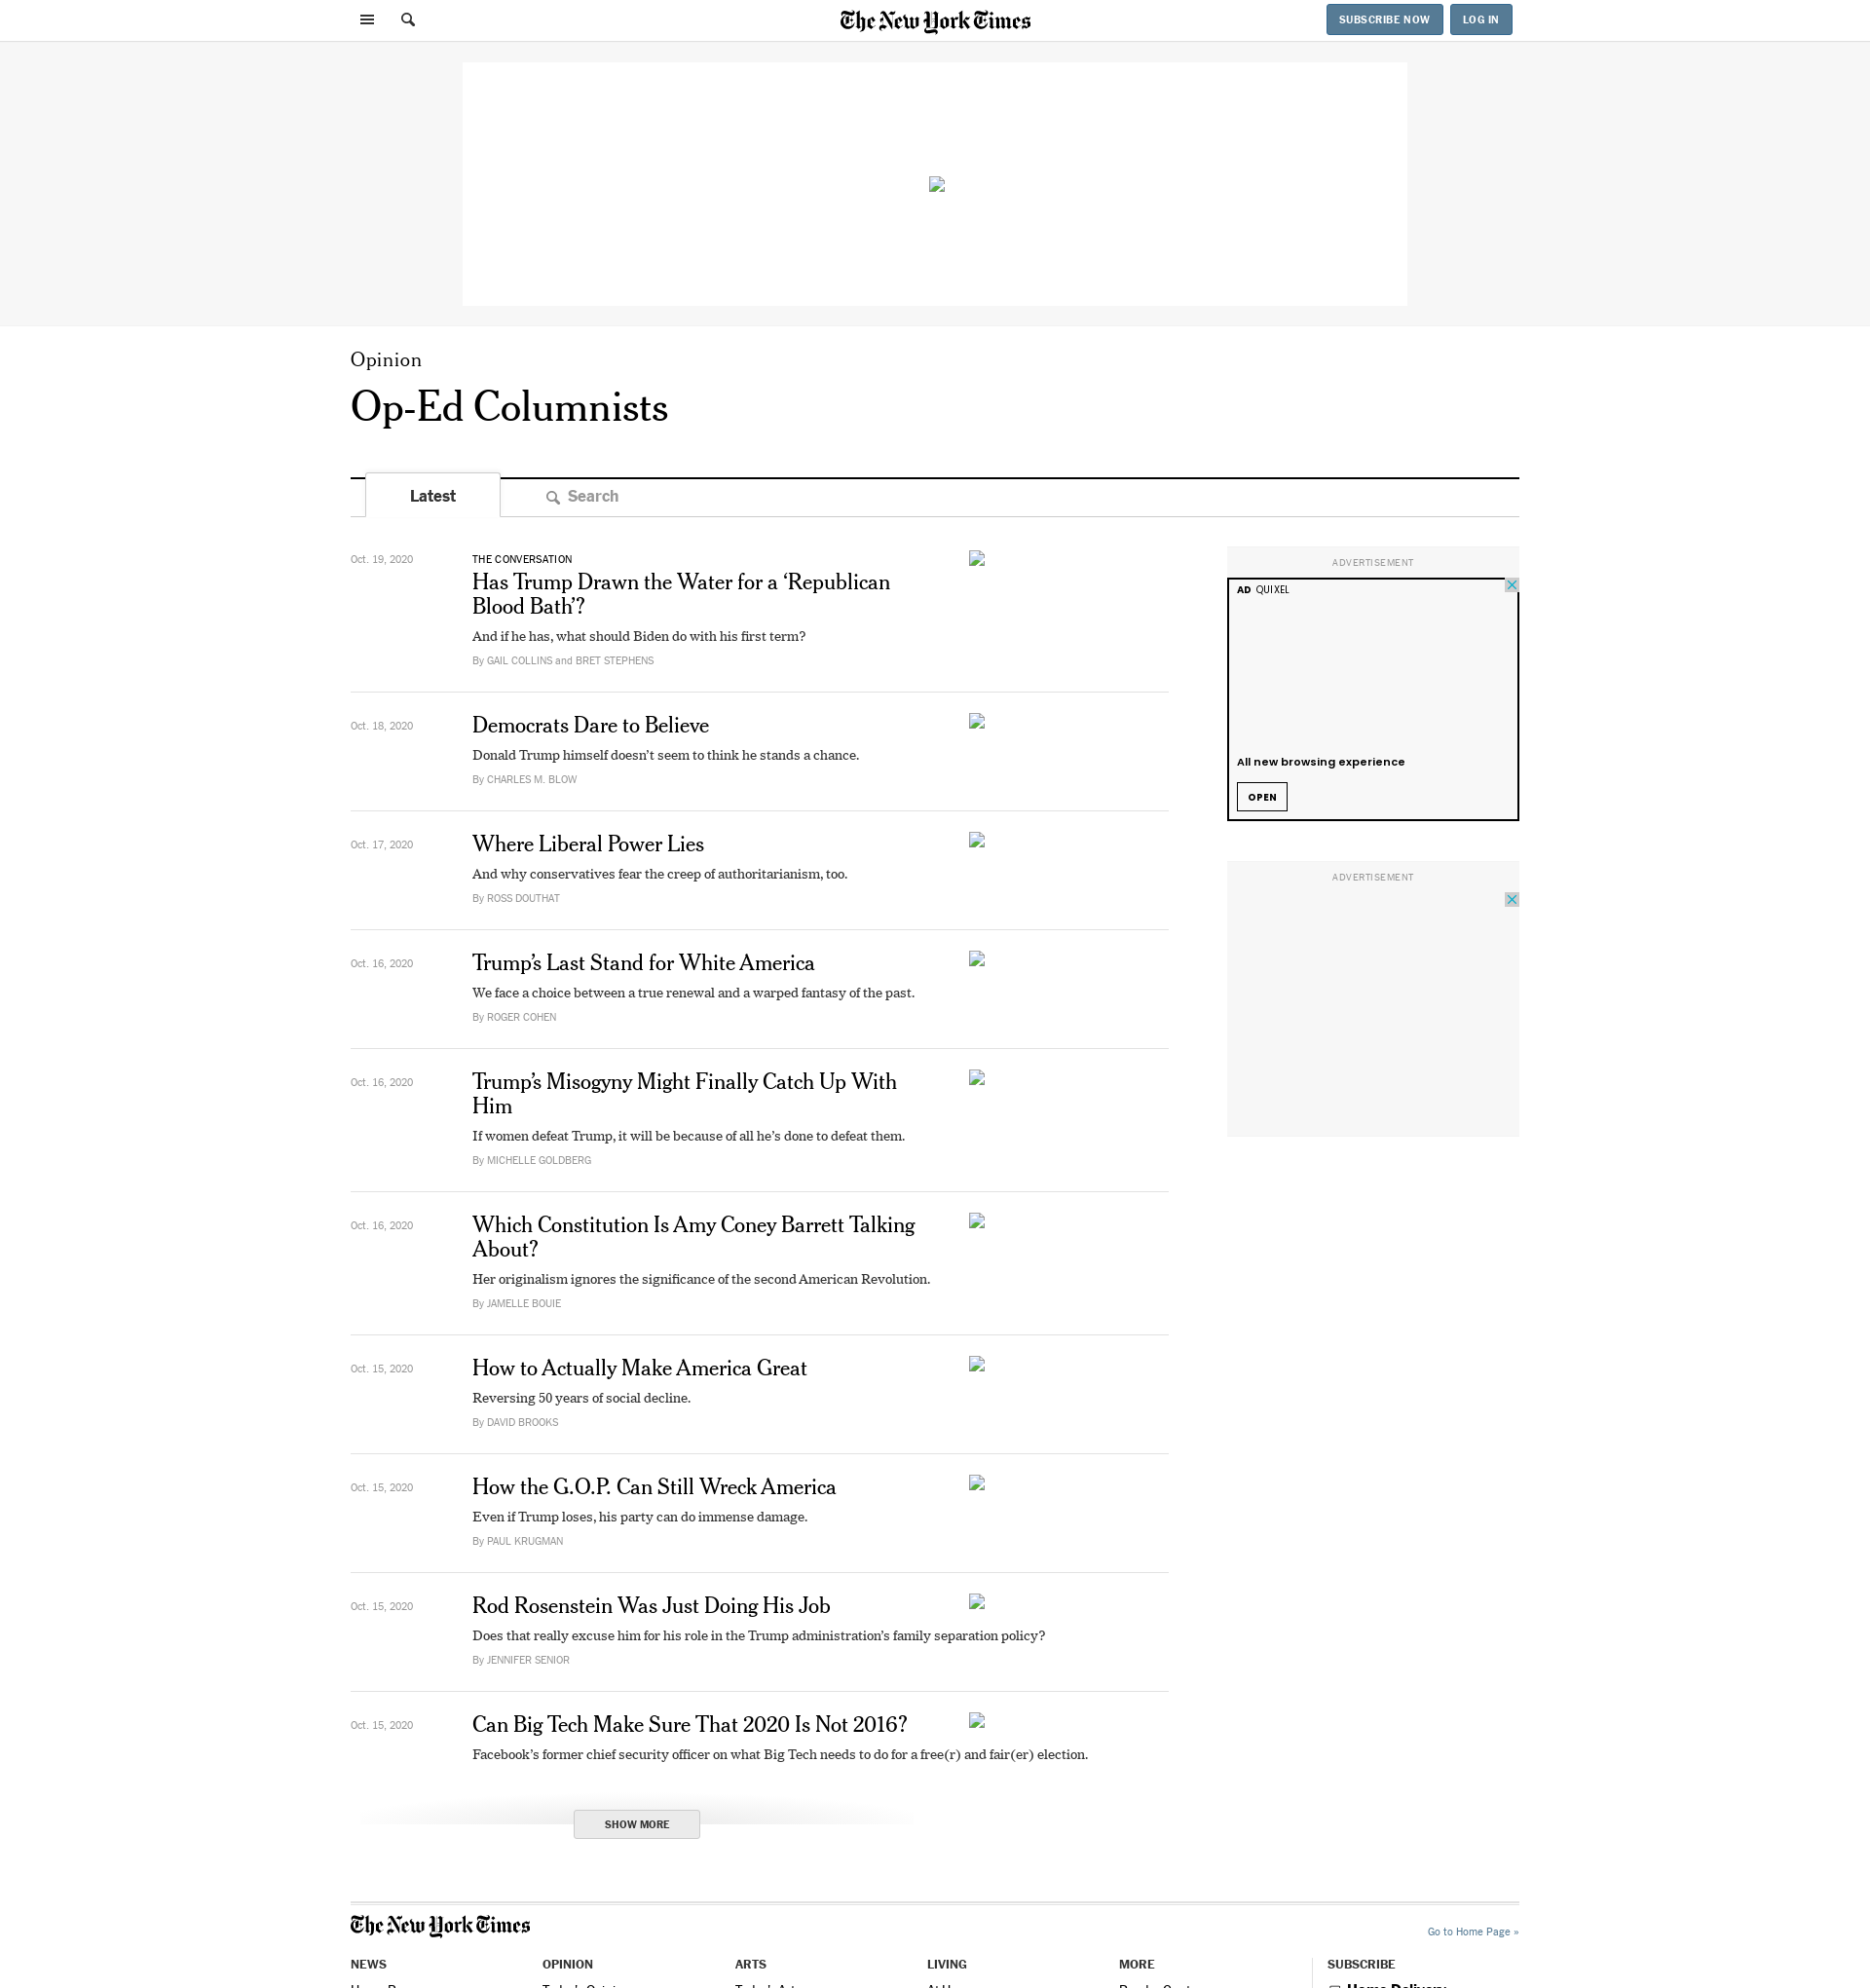 The New York Times
SUBSCRIBE NOW
LOG IN
Opinion
Op-Ed Columnists
Latest
Search
Oct. 19, 2020
THE CONVERSATION
Has Trump Drawn the Water for a ‘Republican
Blood Bath’?
And if he has, what should Biden do with his first term?
By GAIL COLLINS and BRET STEPHENS
Oct. 18, 2020
Democrats Dare to Believe
Donald Trump himself doesn’t seem to think he stands a chance.
By CHARLES M. BLOW
Oct. 17, 2020
Where Liberal Power Lies
And why conservatives fear the creep of authoritarianism, too.
By ROSS DOUTHAT
Oct. 16, 2020
Trump’s Last Stand for White America
We face a choice between a true renewal and a warped fantasy of the past.
By ROGER COHEN
Oct. 16, 2020
Trump’s Misogyny Might Finally Catch Up With
Him
If women defeat Trump, it will be because of all he’s done to defeat them.
By MICHELLE GOLDBERG
Oct. 16, 2020
Which Constitution Is Amy Coney Barrett Talking
About?
Her originalism ignores the significance of the second American Revolution.
By JAMELLE BOUIE
Oct. 15, 2020
How to Actually Make America Great
Reversing 50 years of social decline.
By DAVID BROOKS
Oct. 15, 2020
How the G.O.P. Can Still Wreck America
Even if Trump loses, his party can do immense damage.
By PAUL KRUGMAN
Oct. 15, 2020
Rod Rosenstein Was Just Doing His Job
Does that really excuse him for his role in the Trump administration’s family separation policy?
By JENNIFER SENIOR
Oct. 15, 2020
Can Big Tech Make Sure That 2020 Is Not 2016?
Facebook’s former chief security officer on what Big Tech needs to do for a free(r) and fair(er) election.
SHOW MORE
ADVERTISEMENT
AD QUIXEL
All new browsing experience
OPEN
ADVERTISEMENT
The New York Times
Go to Home Page »
NEWS
OPINION
ARTS
LIVING
MORE
SUBSCRIBE
Home Delivery